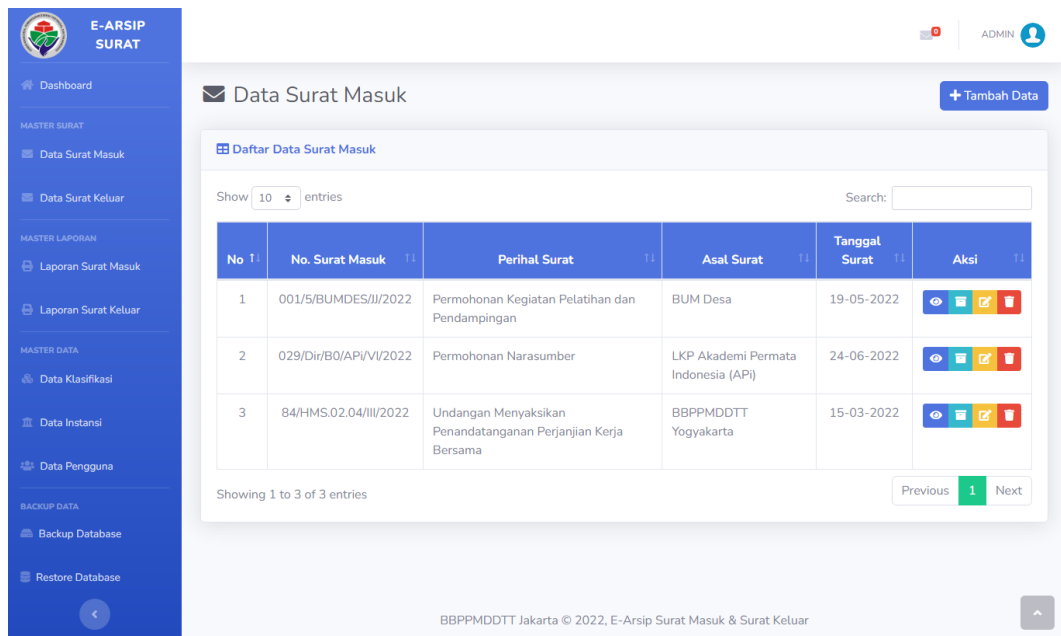 E-ARSIP
SURAT
0
ADMIN
Dashboard
MASTER SURAT
Data Surat Masuk
Data Surat Keluar
MASTER LAPORAN
Laporan Surat Masuk
Laporan Surat Keluar
MASTER DATA
Data Klasifikasi
Data Instansi
Data Pengguna
BACKUP DATA
Backup Database
Restore Database
Data Surat Masuk
Tambah Data
Daftar Data Surat Masuk
Show 10 entries
Search:
No No. Surat Masuk Perihal Surat Asal Surat Tanggal Surat Aksi
1 001/5/BUMDES/JJ/2022 Permohonan Kegiatan Pelatihan dan BUM Desa 19-05-2022
Pendampingan
2 029/Dir/B0/APi/VI/2022 Permohonan Narasumber LKP Akademi Permata 24-06-2022
Indonesia (APi)
3 84/HMS.02.04/III/2022 Undangan Menyaksikan BBPPMDDTT 15-03-2022
Penandatanganan Perjanjian Kerja Yogyakarta
Bersama
Showing 1 to 3 of 3 entries
Previous 1 Next
BBPPMDDTT Jakarta © 2022, E-Arsip Surat Masuk & Surat Keluar